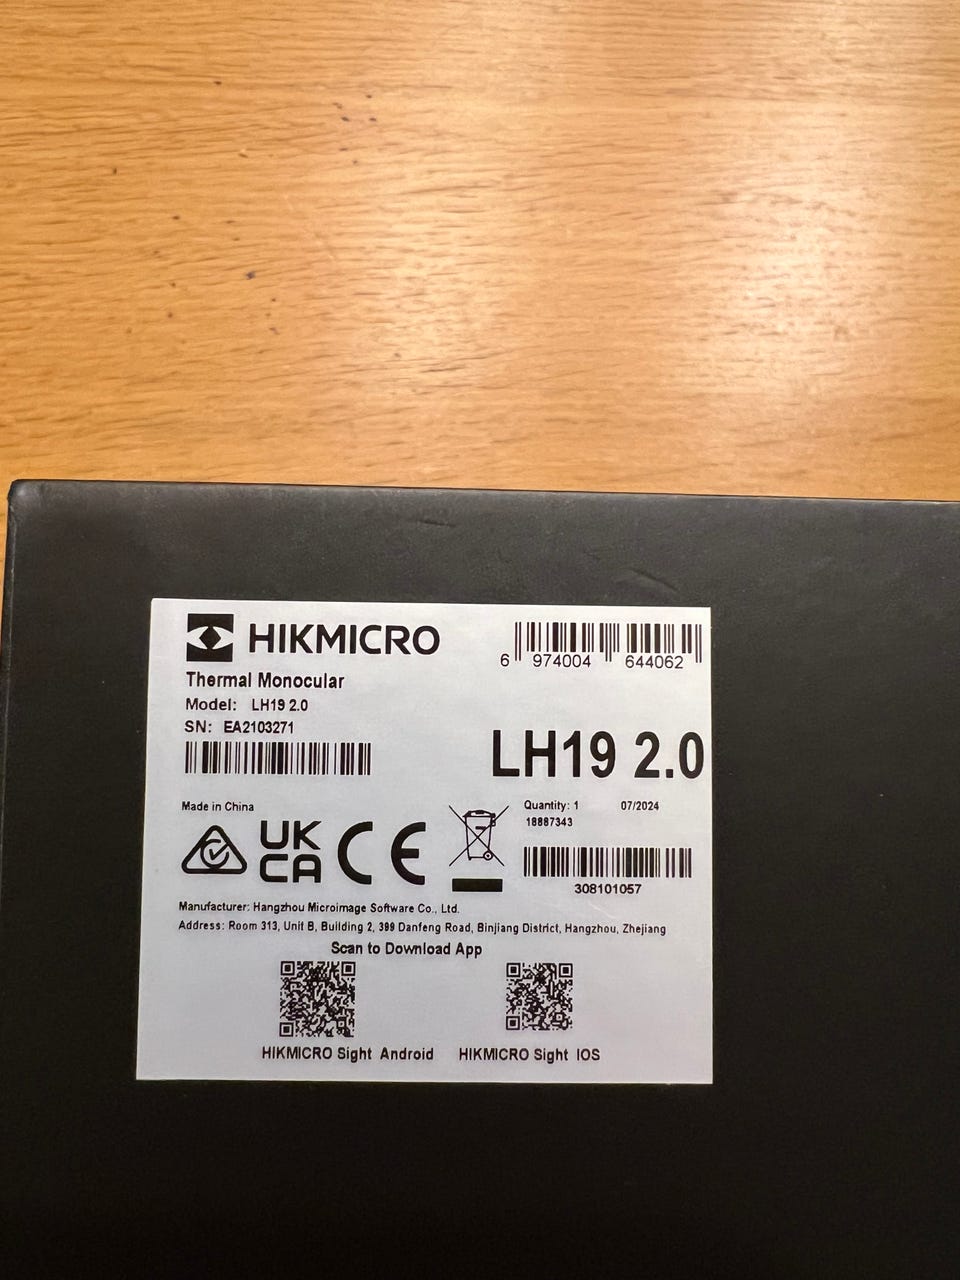 HIKMICRO
6 974004 644062
Thermal Monocular
Model: LH19 2.0
SN: EA2103271
LH19 2.0
Made in China
Quantity: 1 07/2024
18887343
UK
CA
CE
308101057
Manufacturer: Hangzhou Microimage Software Co., Ltd.
Address: Room 313, Unit B, Building 2, 399 Danfeng Road, Binjiang District, Hangzhou, Zhejiang
Scan to Download App
HIKMICRO Sight Android HIKMICRO Sight IOS